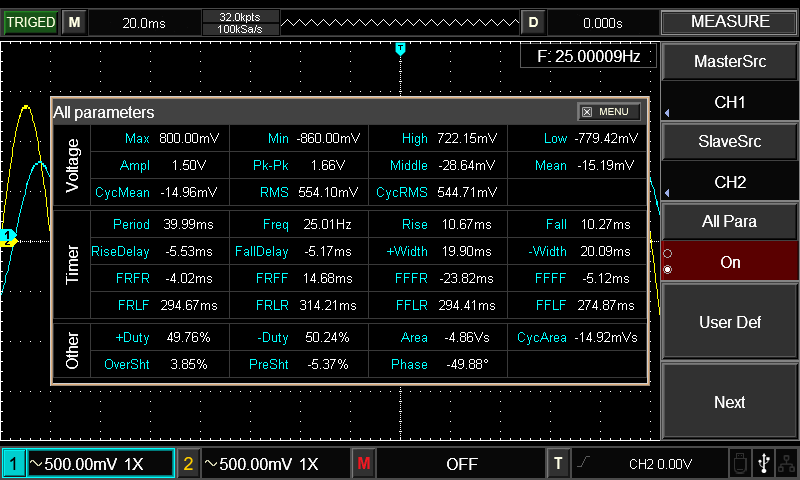 TRIGED M 20.0ms 32.0kpts D 0.000s MEASURE
100kSa/s
T
F: 25.00009Hz
MasterSrc
CH1
SlaveSrc
CH2
All Para
On
User Def
Next
All parameters MENU
Voltage
Max 800.00mV Min -860.00mV High 722.15mV Low -779.42mV
Ampl 1.50V Pk-Pk 1.66V Middle -28.64mV Mean -15.19mV
CycMean -14.96mV RMS 554.10mV CycRMS 544.71mV
Timer
Period 39.99ms Freq 25.01Hz Rise 10.67ms Fall 10.27ms
RiseDelay -5.53ms FallDelay -5.17ms +Width 19.90ms -Width 20.09ms
FRFR -4.02ms FRFF 14.68ms FFFR -23.82ms FFFF -5.12ms
FRLF 294.67ms FRLR 314.21ms FFLR 294.41ms FFLF 274.87ms
Other
+Duty 49.76% -Duty 50.24% Area -4.86Vs CycArea -14.92mVs
OverSht 3.85% PreSht -5.37% Phase -49.88°
1
2
1 ~500.00mV 1X 2 ~500.00mV 1X M OFF T CH2 0.00V